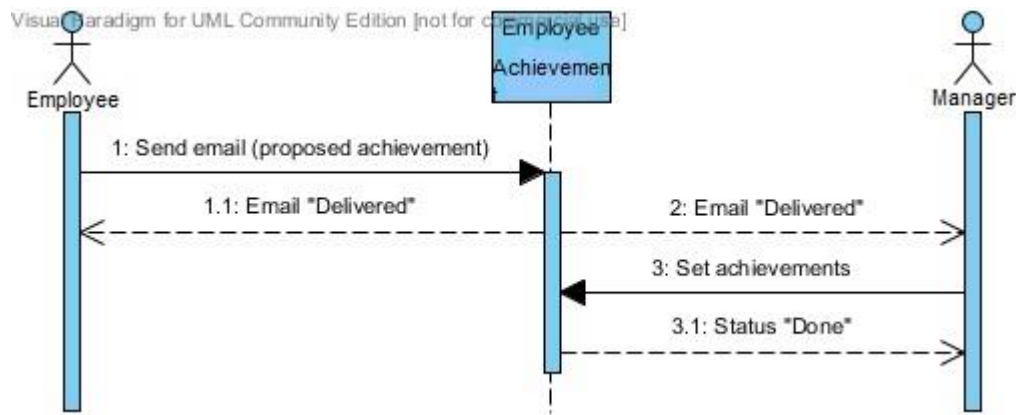 Visual Paradigm for UML Community Edition [not for commercial use]
Employee
Achievemen
t
Employee
Manager
1: Send email (proposed achievement)
1.1: Email "Delivered"
2: Email "Delivered"
3: Set achievements
3.1: Status "Done"